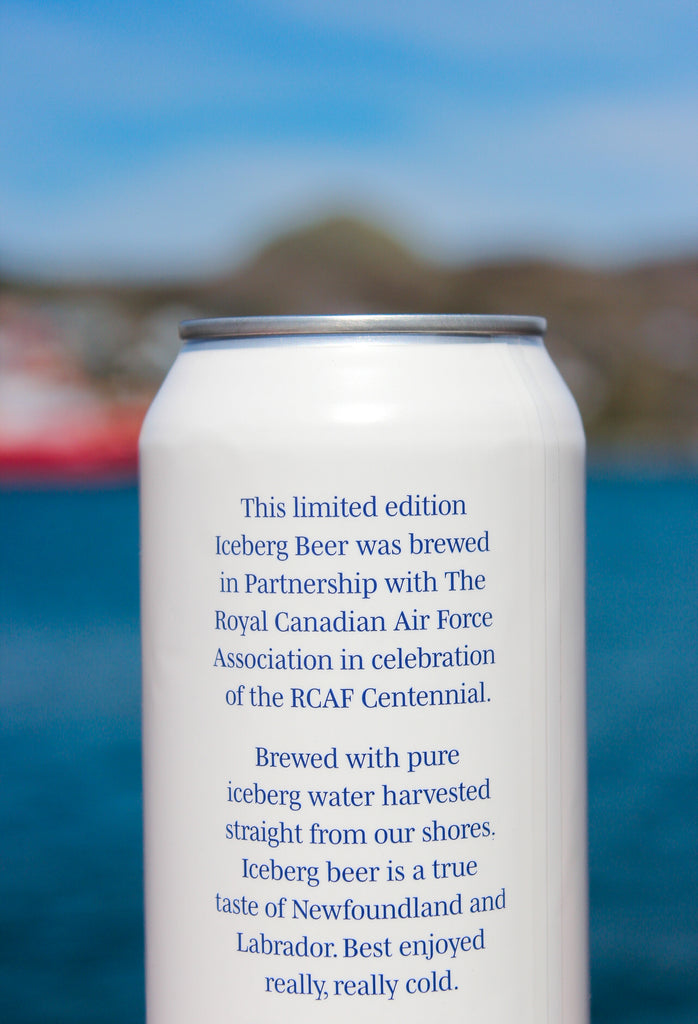 This limited edition
Iceberg Beer was brewed
in Partnership with The
Royal Canadian Air Force
Association in celebration
of the RCAF Centennial.
Brewed with pure
iceberg water harvested
straight from our shores.
Iceberg beer is a true
taste of Newfoundland and
Labrador. Best enjoyed
really, really cold.